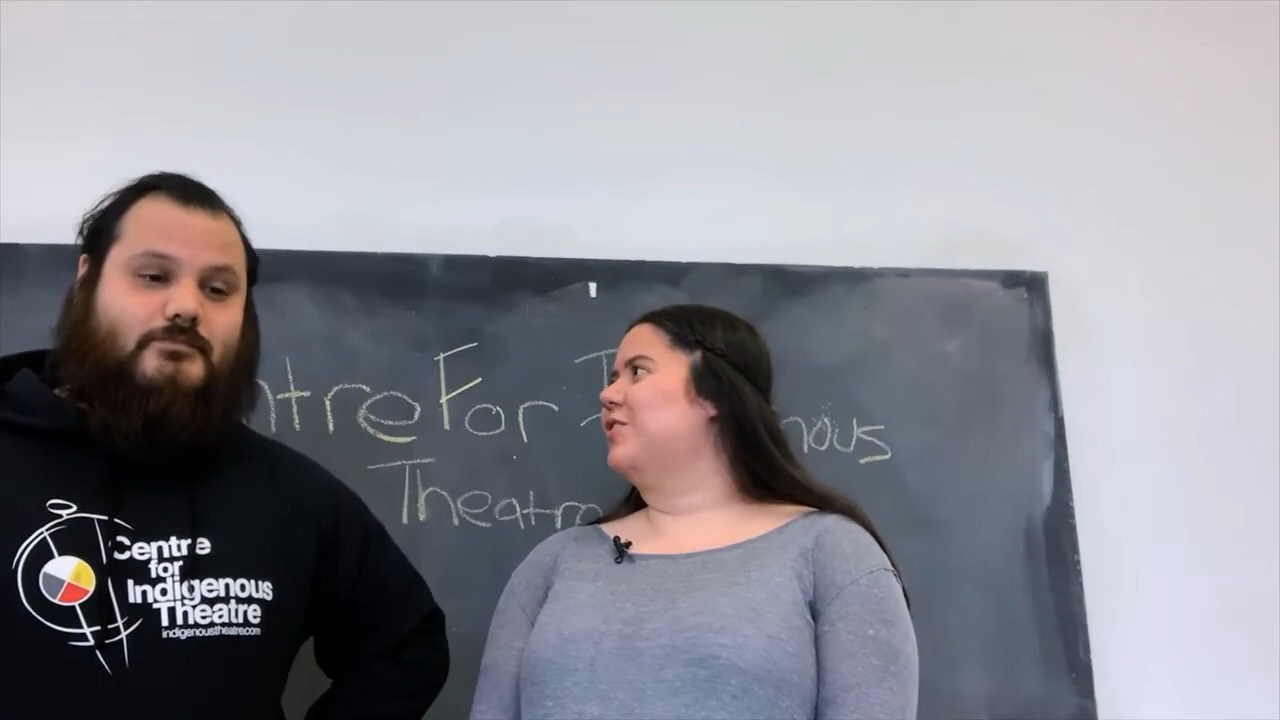 ntre For
nous
Theatre
Centre
for
Indigenous
Theatre
indigenoustheatre.com